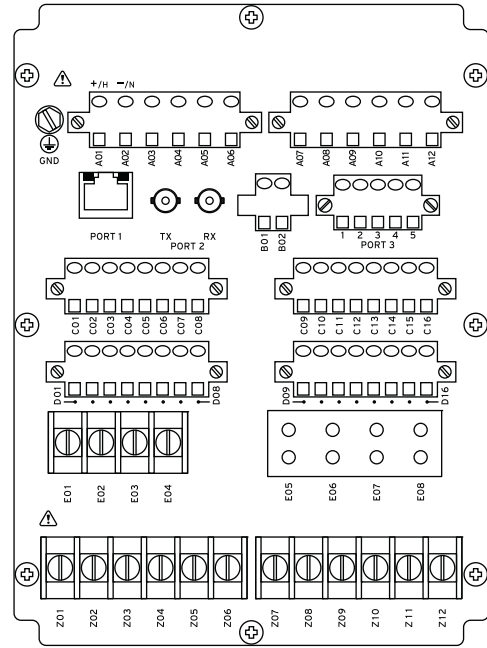 +/H −/N
GND
A01 A02 A03 A04 A05 A06 A07 A08 A09 A10 A11 A12
PORT 1 TX RX PORT 2 B01 B02 1 2 3 4 5 PORT 3
C01 C02 C03 C04 C05 C06 C07 C08 C09 C10 C11 C12 C13 C14 C15 C16
D01 D08 D09 D16
E01 E02 E03 E04 E05 E06 E07 E08
Z01 Z02 Z03 Z04 Z05 Z06 Z07 Z08 Z09 Z10 Z11 Z12